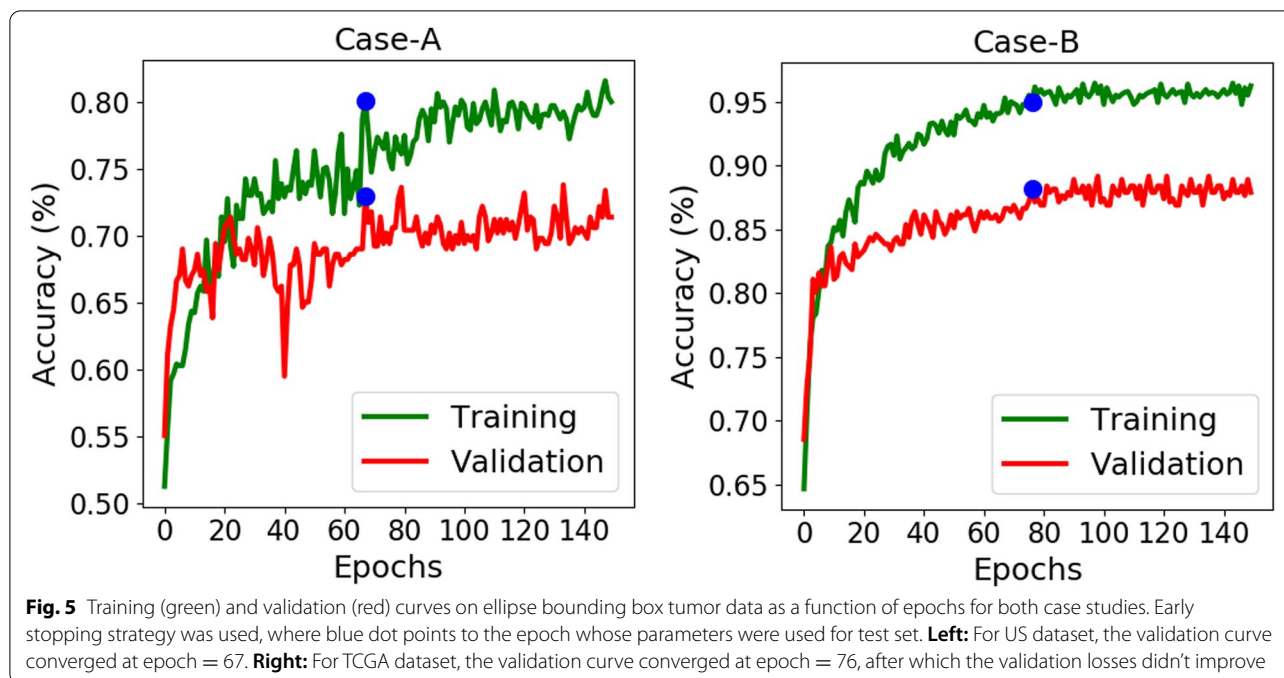 Case-A
Accuracy (%)
0.80
0.75
0.70
0.65
0.60
0.55
0.50
Training
Validation
0 20 40 60 80 100 120 140
Epochs
Case-B
Accuracy (%)
0.95
0.90
0.85
0.80
0.75
0.70
0.65
Training
Validation
0 20 40 60 80 100 120 140
Epochs
Fig. 5 Training (green) and validation (red) curves on ellipse bounding box tumor data as a function of epochs for both case studies. Early
stopping strategy was used, where blue dot points to the epoch whose parameters were used for test set. Left: For US dataset, the validation curve
converged at epoch = 67. Right: For TCGA dataset, the validation curve converged at epoch = 76, after which the validation losses didn’t improve